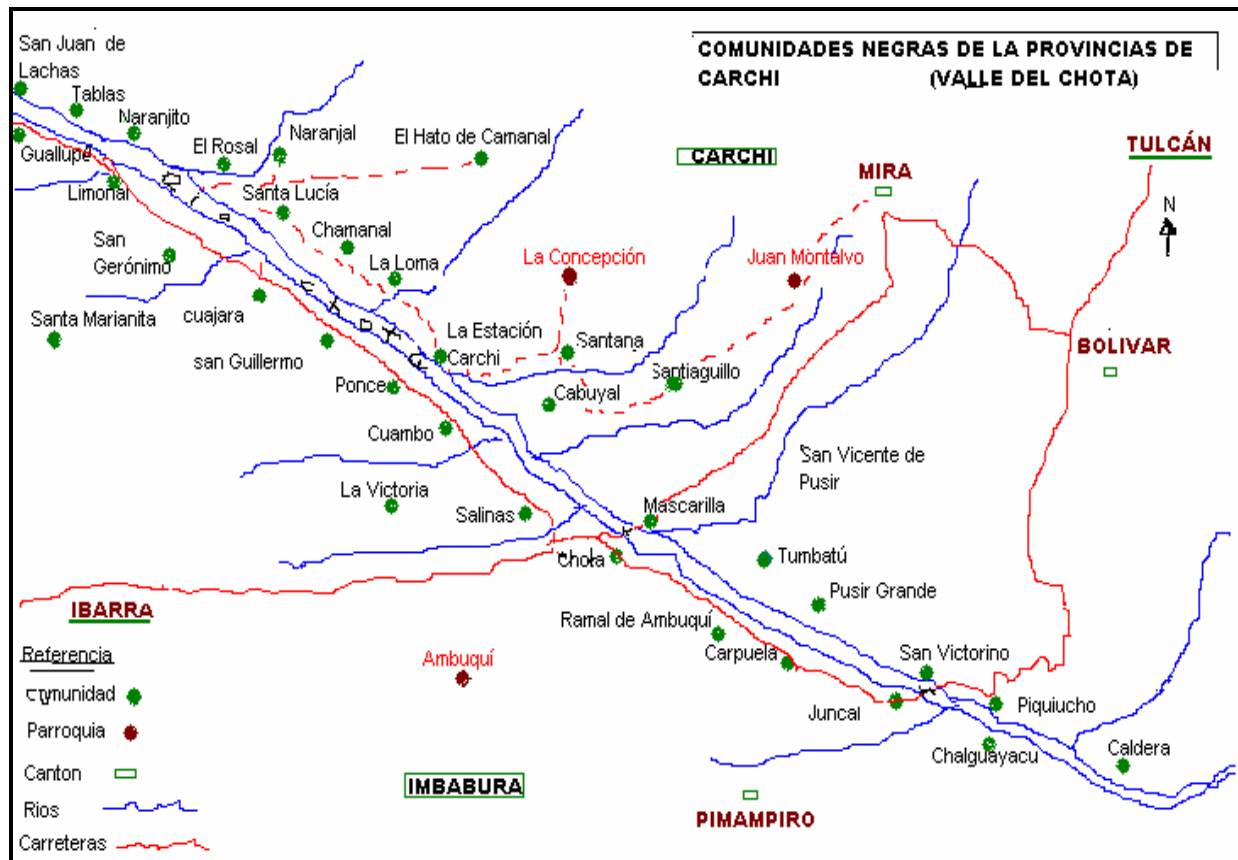 COMUNIDADES NEGRAS DE LA PROVINCIAS DE
CARCHI (VALLE DEL CHOTA)
San Juan de
Lachas
Tablas
Naranjito
El Rosal
Naranjal
El Hato de Camanal
CARCHI
MIRA
TULCÁN
N
Guallupe
Limonal
Santa Lucía
San
Gerónimo
Chamanal
La Loma
La Concepción
Juan Montalvo
Santa Marianita
cuajara
san Guillermo
La Estación
Carchi
Santana
BOLIVAR
Ponce
Cabuyal
Santiaguillo
Cuambo
San Vicente de
Pusir
La Victoria
Salinas
Mascarilla
Chota
Tumbatú
Pusir Grande
IBARRA
Ramal de Ambuquí
Carpuela
San Victorino
Ambuquí
Juncal
Piquiucho
Chalguayacu
Caldera
IMBABURA
PIMAMPIRO
Referencia
comunidad
Parroquia
Canton
Rios
Carreteras